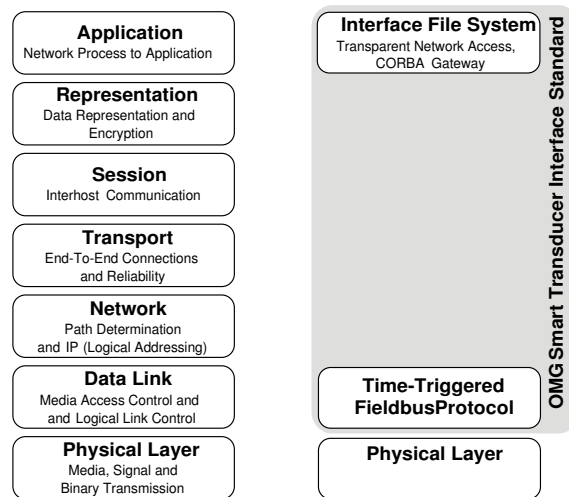 Application
Network Process to Application
Representation
Data Representation and
Encryption
Session
Interhost Communication
Transport
End-To-End Connections
and Reliability
Network
Path Determination
and IP (Logical Addressing)
Data Link
Media Access Control and
and Logical Link Control
Physical Layer
Media, Signal and
Binary Transmission
Interface File System
Transparent Network Access,
CORBA Gateway
Time-Triggered
FieldbusProtocol
Physical Layer
OMG Smart Transducer Interface Standard